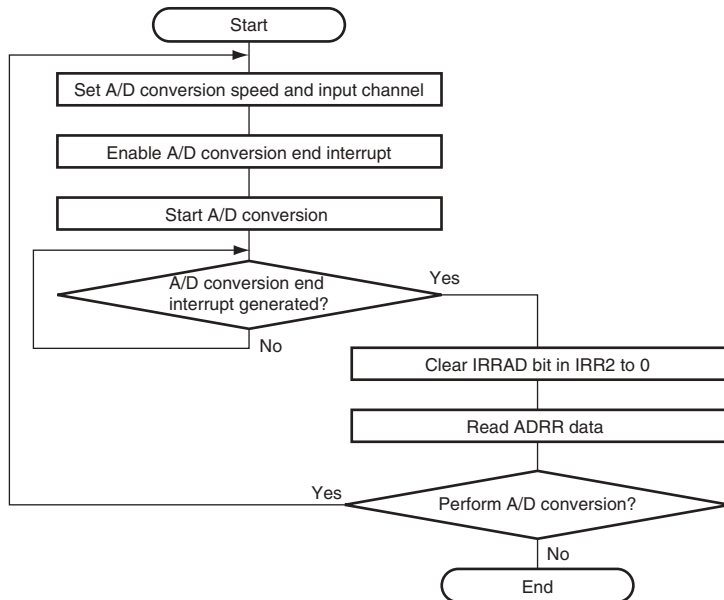 Start
Set A/D conversion speed and input channel
Enable A/D conversion end interrupt
Start A/D conversion
A/D conversion end
interrupt generated?
Yes
No
Clear IRRAD bit in IRR2 to 0
Read ADRR data
Yes
Perform A/D conversion?
No
End